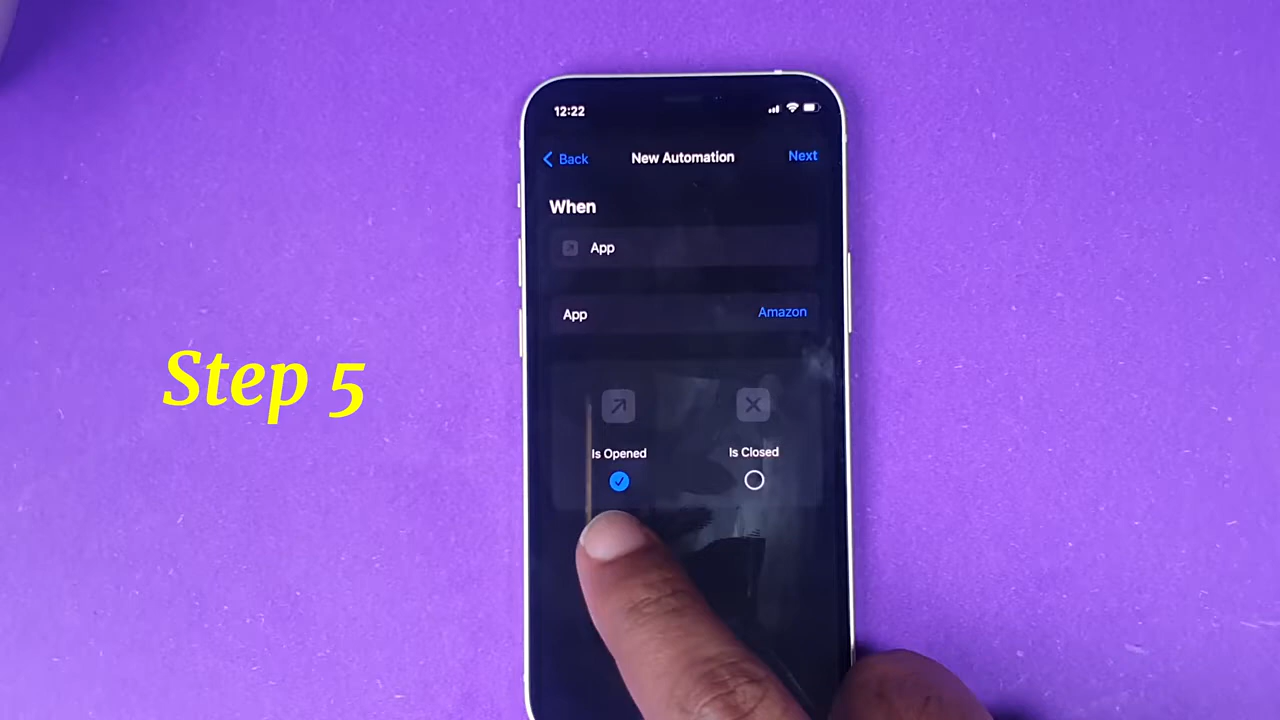 12:22
Back New Automation Next
When
App
App Amazon
Is Opened Is Closed
Step 5